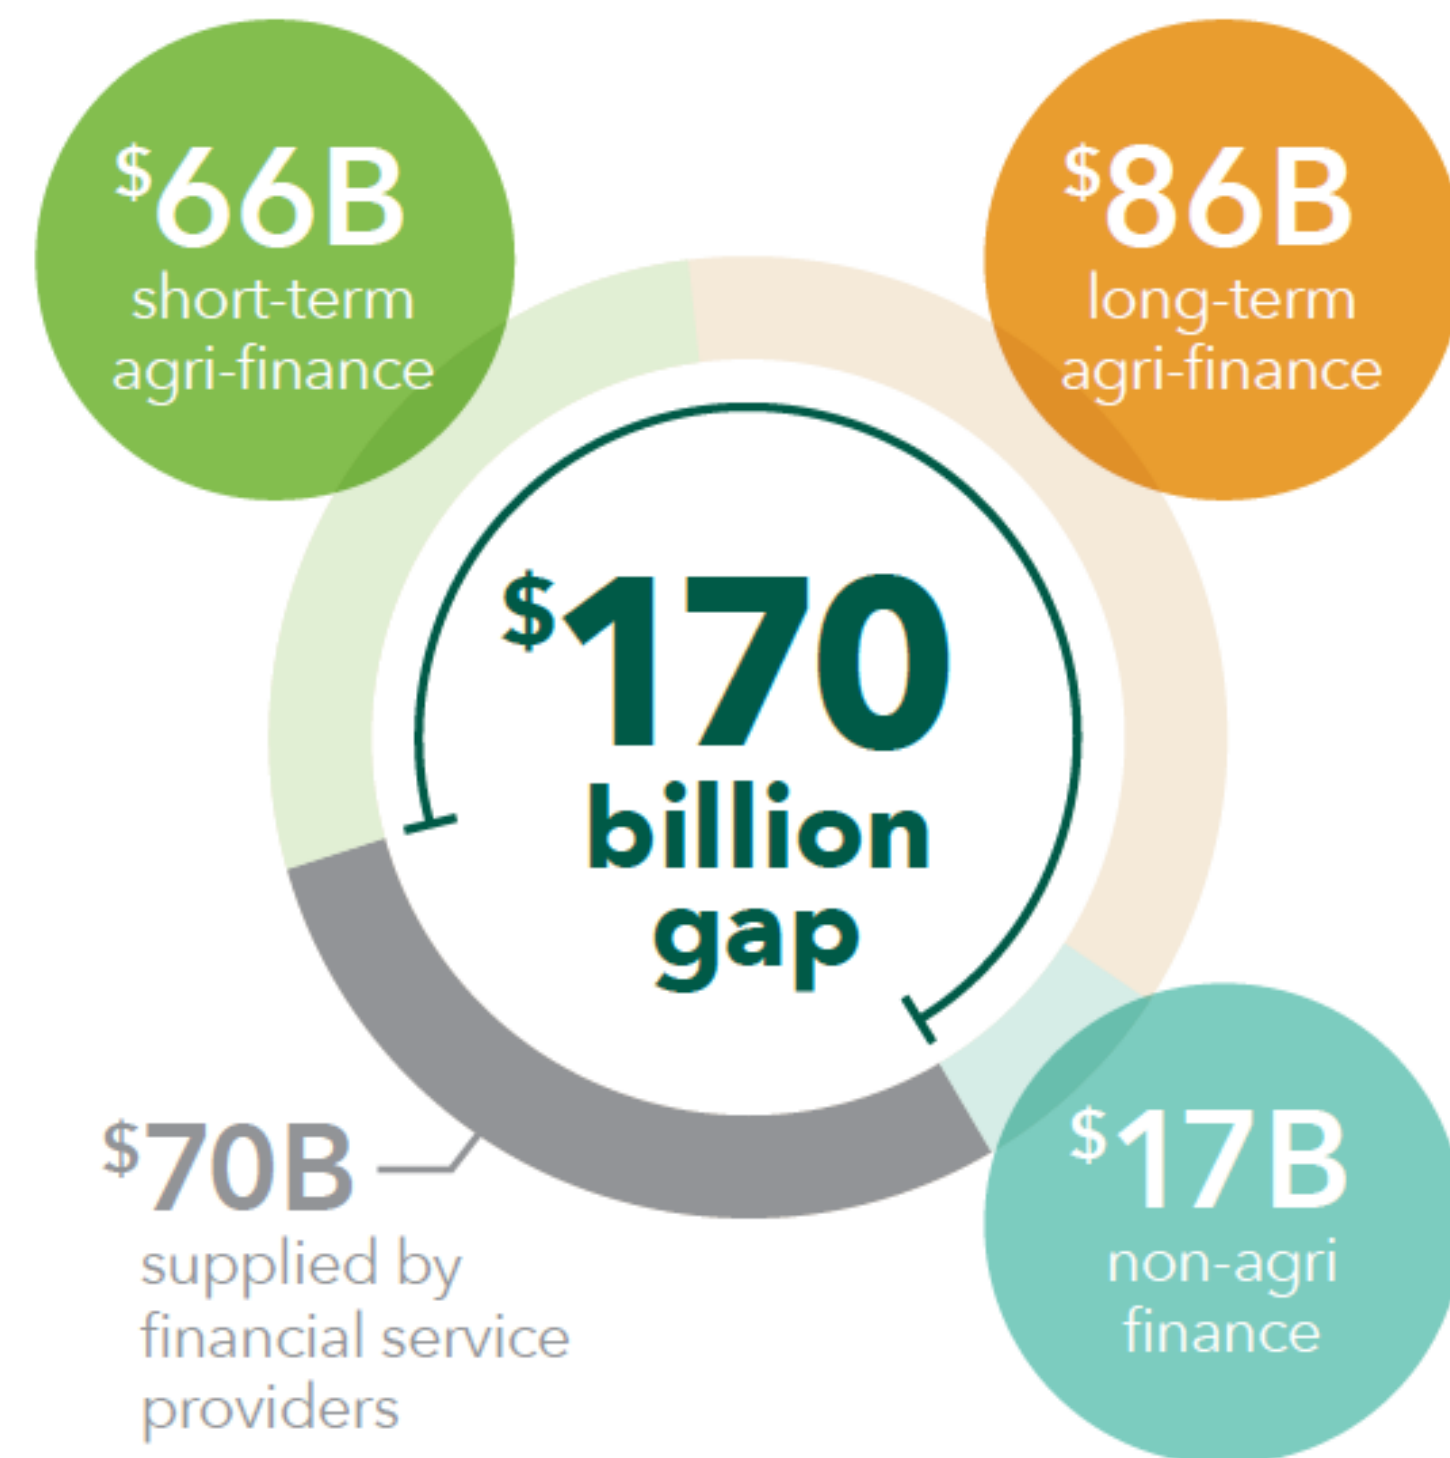 $66B
short-term
agri-finance
$86B
long-term
agri-finance
$170
billion
gap
$70B
supplied by
financial service
providers
$17B
non-agri
finance